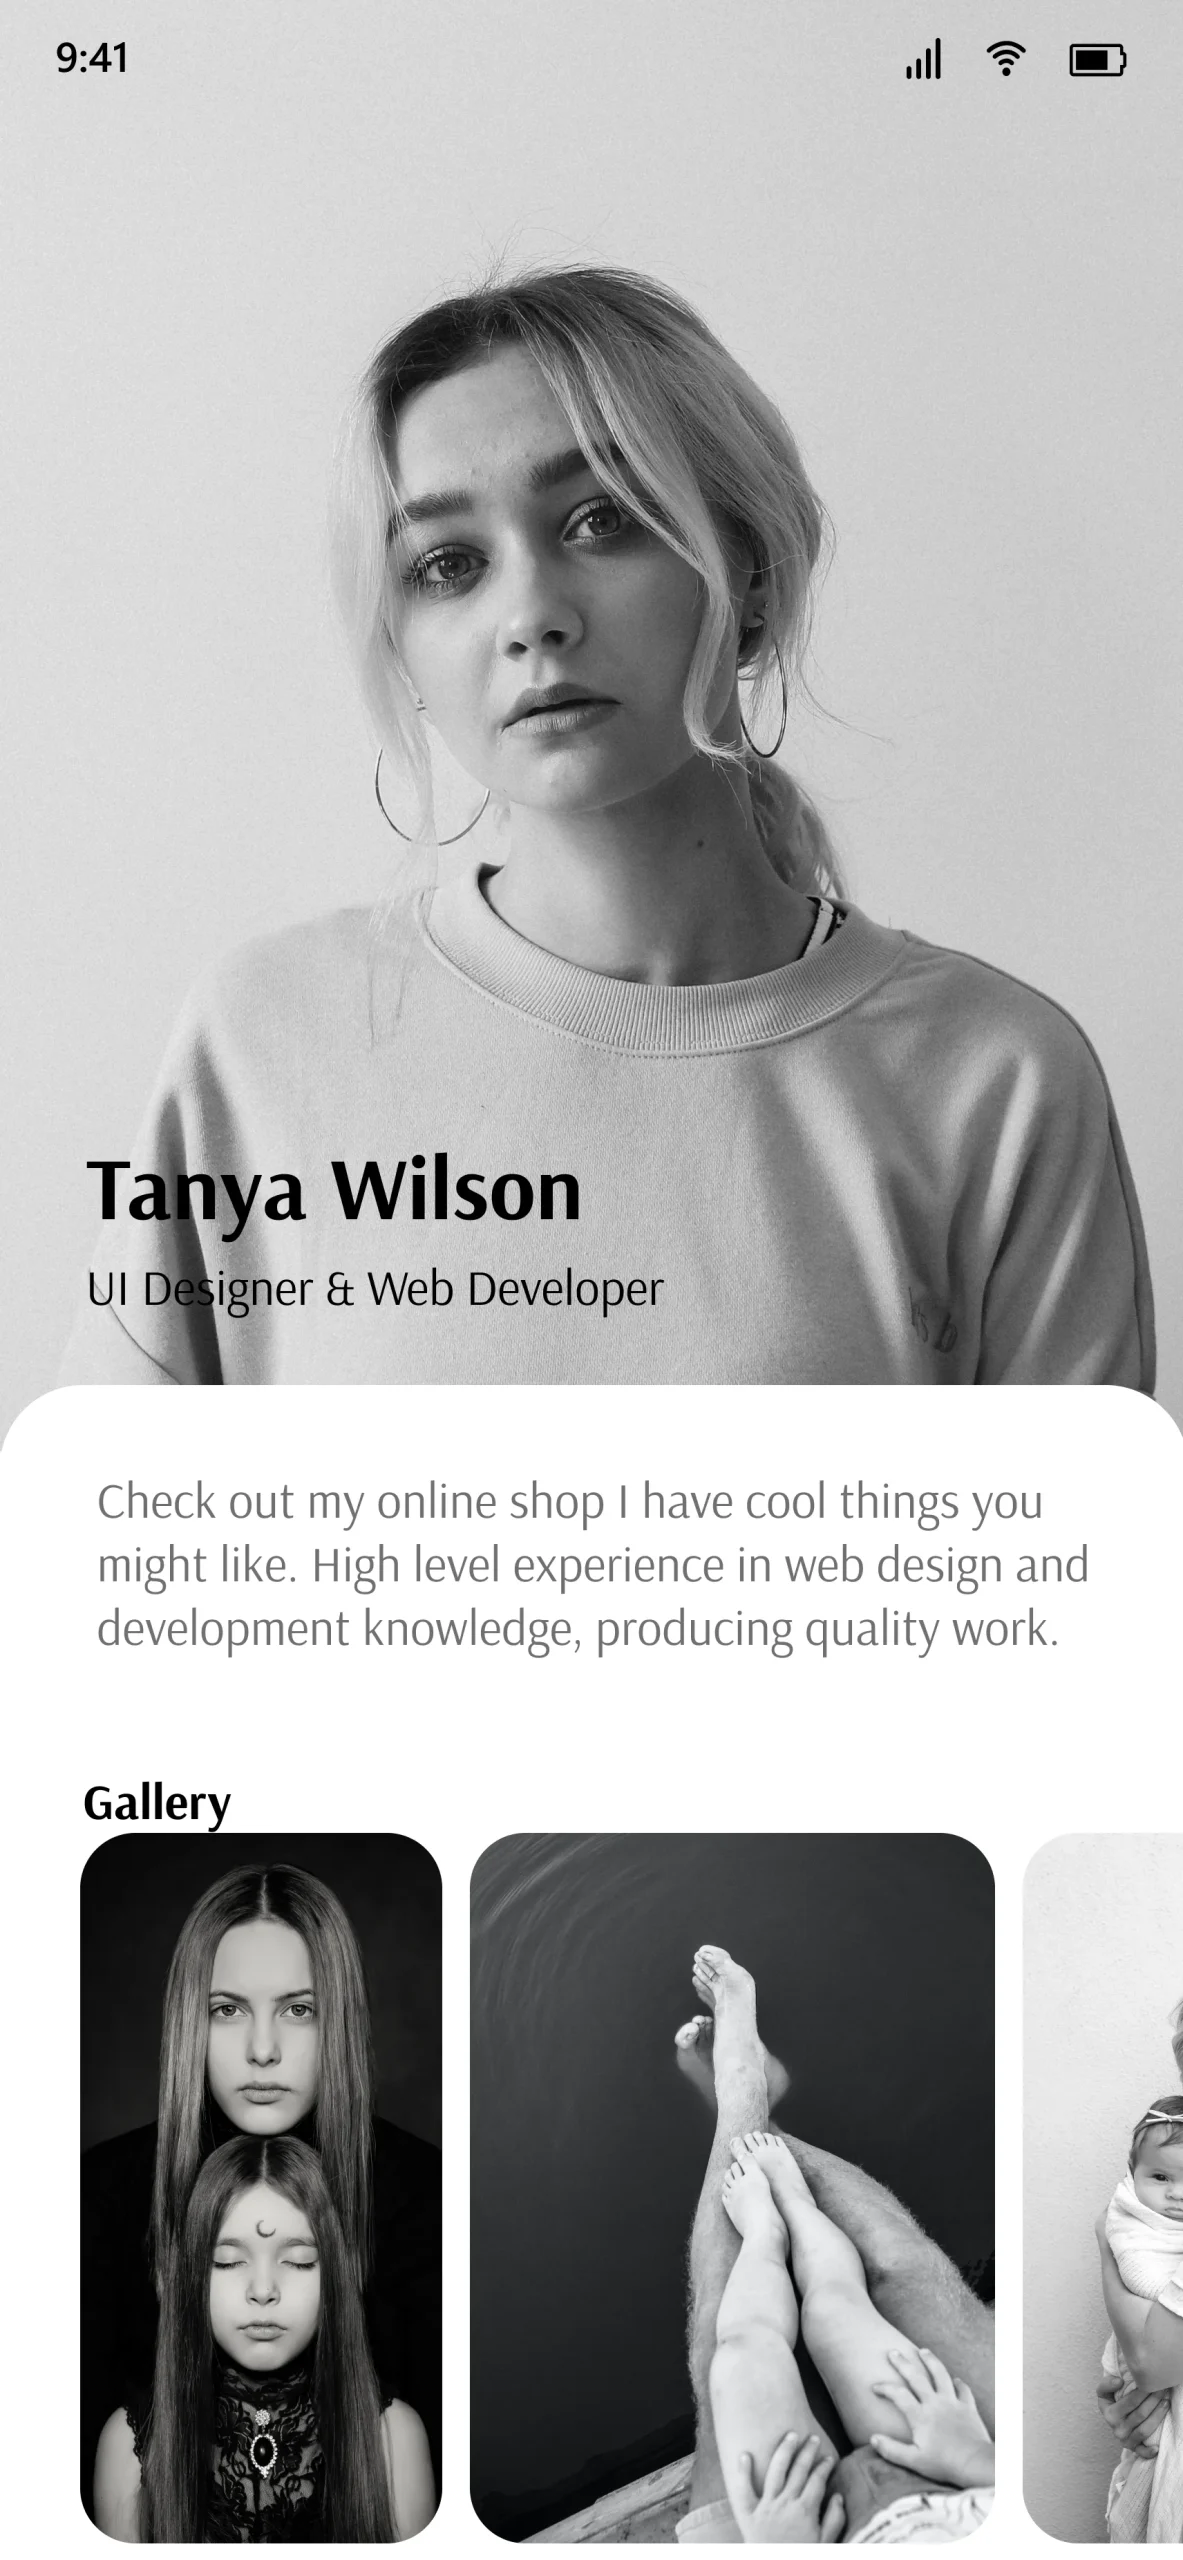 9:41
Tanya Wilson
UI Designer & Web Developer
Check out my online shop I have cool things you
might like. High level experience in web design and
development knowledge, producing quality work.
Gallery